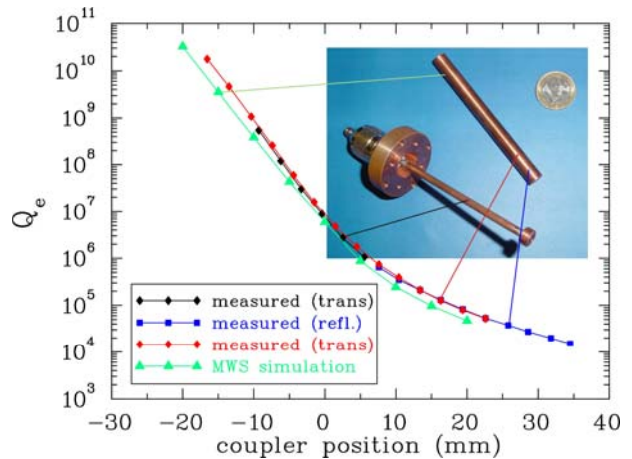 10¹¹
10¹⁰
10⁹
10⁸
10⁷
10⁶
10⁵
10⁴
10³
Qₑ
measured (trans)
measured (refl.)
measured (trans)
MWS simulation
−30 −20 −10 0 10 20 30 40
coupler position (mm)